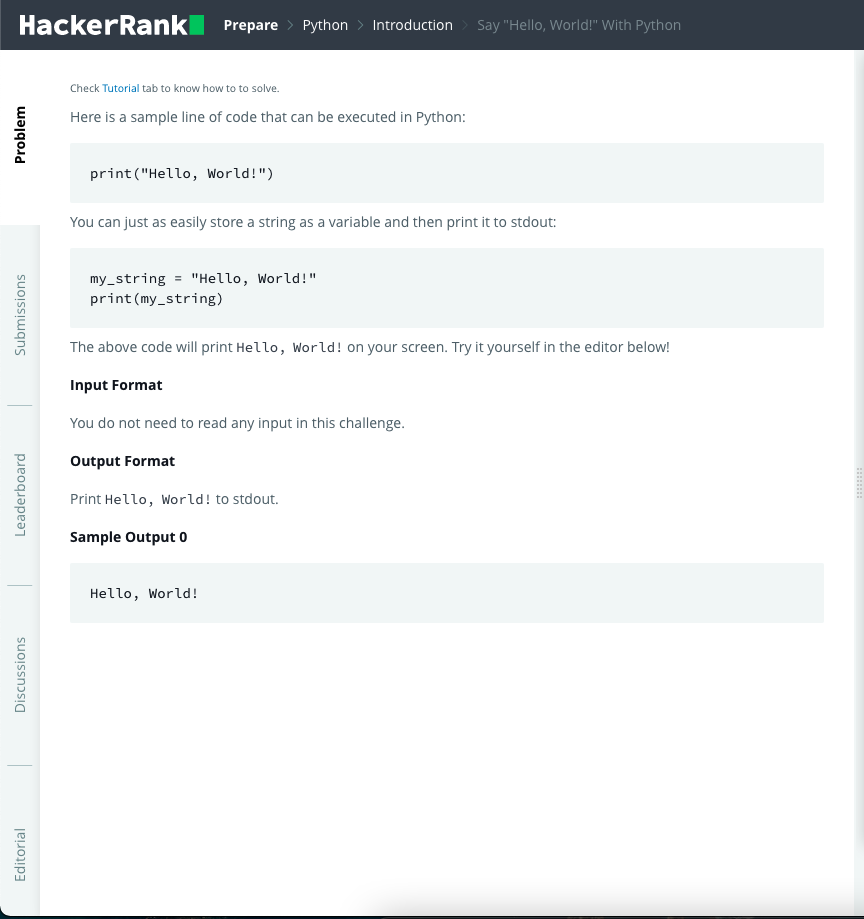 HackerRank Prepare > Python > Introduction > Say "Hello, World!" With Python
Problem
Submissions
Leaderboard
Discussions
Editorial
Check Tutorial tab to know how to to solve.
Here is a sample line of code that can be executed in Python:
print("Hello, World!")
You can just as easily store a string as a variable and then print it to stdout:
my_string = "Hello, World!"
print(my_string)
The above code will print Hello, World! on your screen. Try it yourself in the editor below!
Input Format
You do not need to read any input in this challenge.
Output Format
Print Hello, World! to stdout.
Sample Output 0
Hello, World!